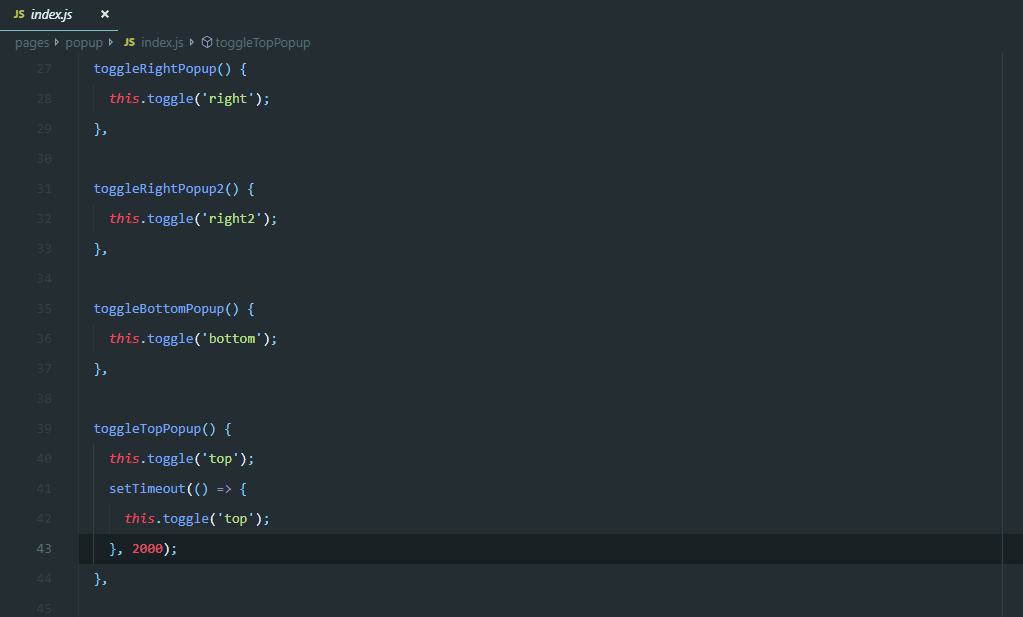 JS index.js ×
pages popup JS index.js toggleTopPopup
27 toggleRightPopup() {
28 this.toggle('right');
29 },
30
31 toggleRightPopup2() {
32 this.toggle('right2');
33 },
34
35 toggleBottomPopup() {
36 this.toggle('bottom');
37 },
38
39 toggleTopPopup() {
40 this.toggle('top');
41 setTimeout(() => {
42 this.toggle('top');
43 }, 2000);
44 },
45